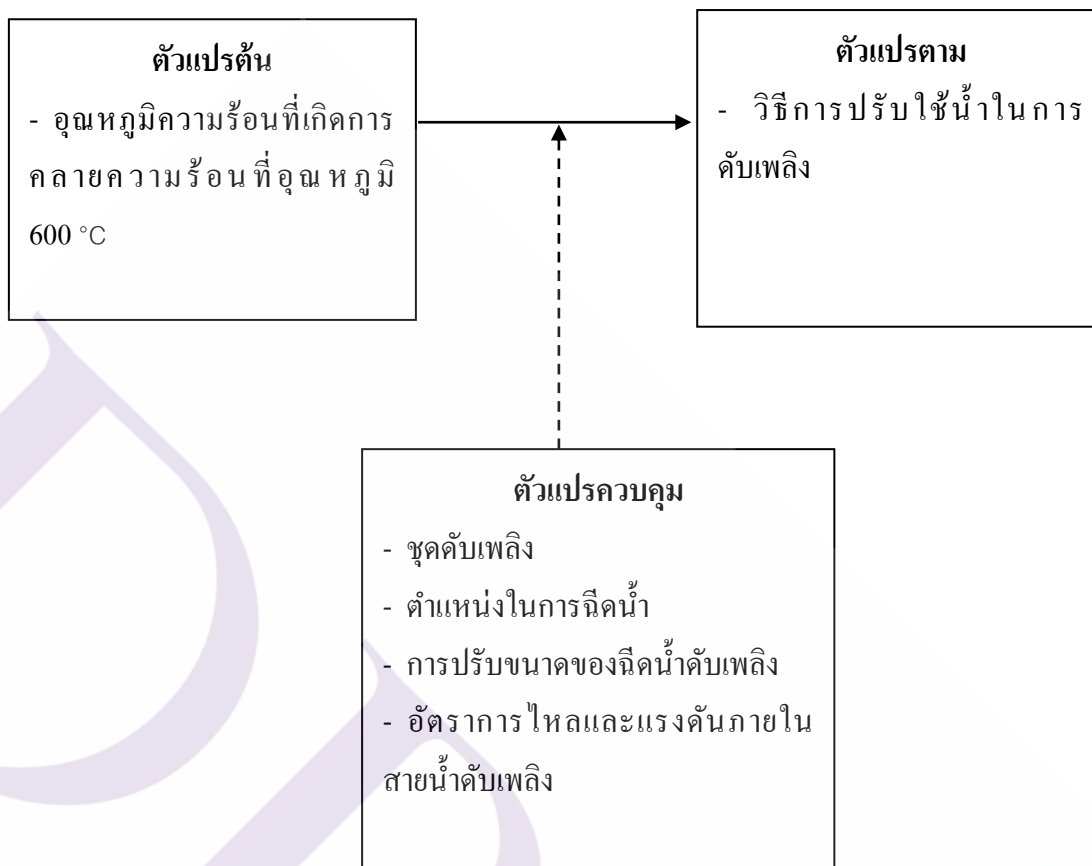 ตัวแปรต้น
- อุณหภูมิความร้อนที่เกิดการ
คลายความร้อนที่อุณหภูมิ
600 °C
ตัวแปรตาม
- วิธีการปรับใช้น้ำในการ
ดับเพลิง
ตัวแปรควบคุม
- ชุดดับเพลิง
- ตำแหน่งในการฉีดน้ำ
- การปรับขนาดของฉีดน้ำดับเพลิง
- อัตราการไหลและแรงดันภายใน
สายน้ำดับเพลิง